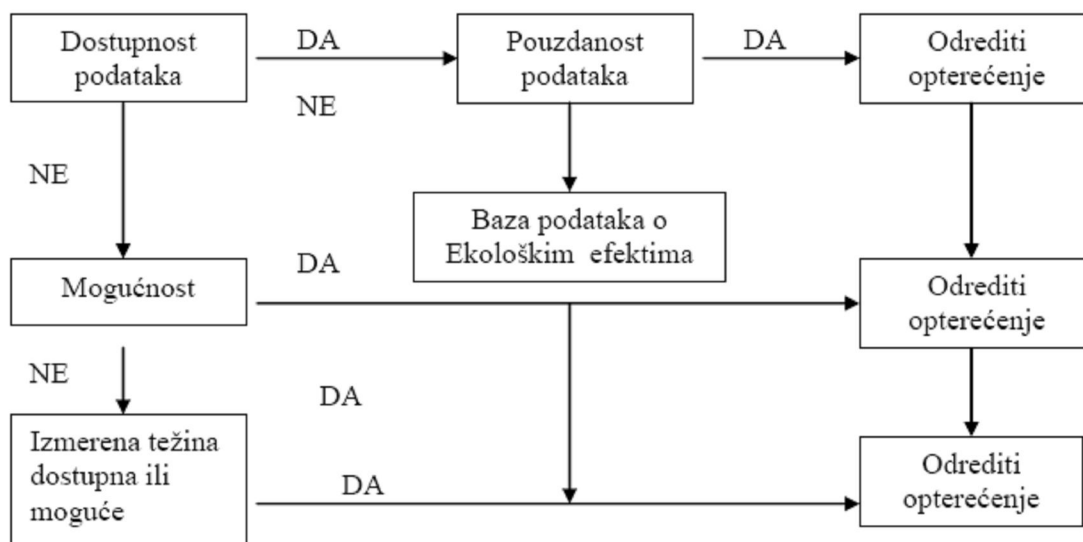 Dostupnost
podataka
DA
Pouzdanost
podataka
DA
Odrediti
opterećenje
NE
NE
Baza podataka o
Ekološkim efektima
Mogućnost
DA
Odrediti
opterećenje
NE
DA
Izmerena težina
dostupna ili
moguće
DA
Odrediti
opterećenje